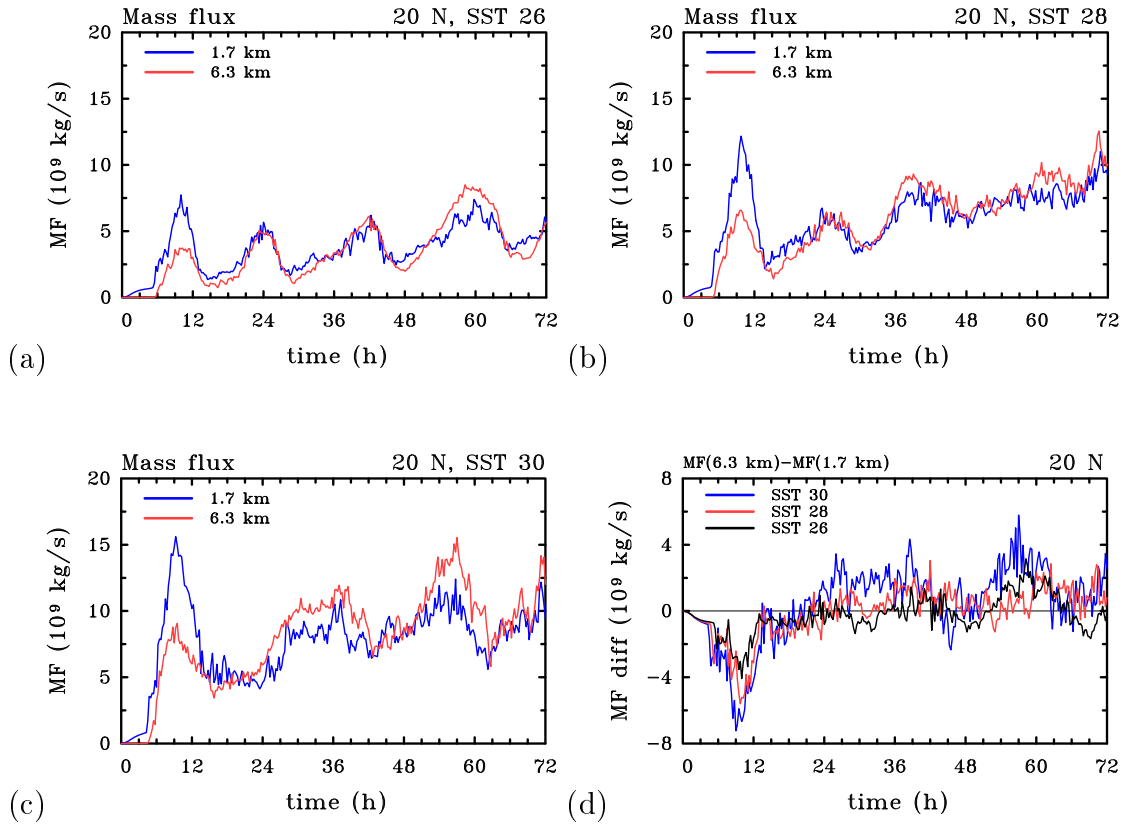 Mass flux 20 N, SST 26
20
15
10
5
0
MF (10⁹ kg/s)
1.7 km
6.3 km
0 12 24 36 48 60 72
time (h)
(a)
Mass flux 20 N, SST 28
20
15
10
5
0
MF (10⁹ kg/s)
1.7 km
6.3 km
0 12 24 36 48 60 72
time (h)
(b)
Mass flux 20 N, SST 30
20
15
10
5
0
MF (10⁹ kg/s)
1.7 km
6.3 km
0 12 24 36 48 60 72
time (h)
(c)
MF(6.3 km)−MF(1.7 km) 20 N
8
4
0
−4
−8
MF diff (10⁹ kg/s)
SST 30
SST 28
SST 26
0 12 24 36 48 60 72
time (h)
(d)